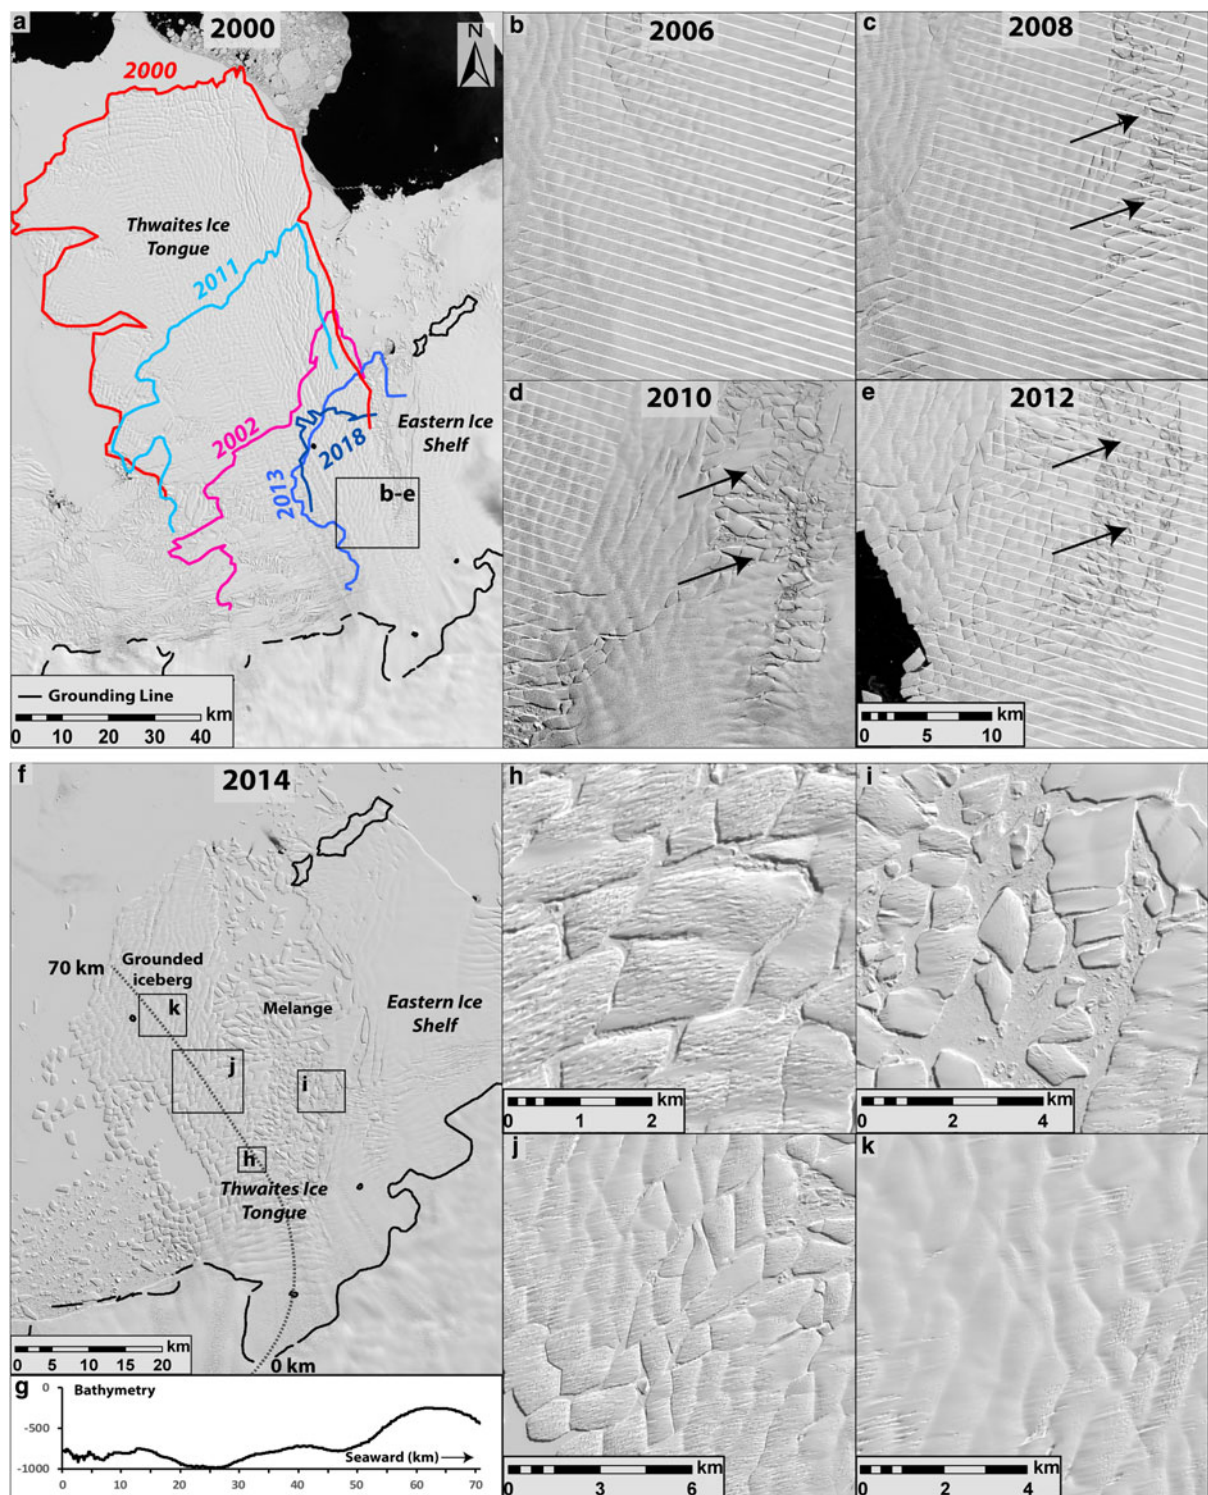 a
2000
N
2000
Thwaites Ice
Tongue
2011
2002
2013
2018
Eastern Ice
Shelf
b-e
Grounding Line
km
0 10 20 30 40
b
2006
c
2008
d
2010
e
2012
km
0 5 10
f
2014
70 km
Grounded
iceberg
k
Melange
Eastern Ice
Shelf
j
i
h
Thwaites Ice
Tongue
km
0 5 10 15 20
0 km
g
Bathymetry
0
-500
-1000
Seaward (km)
0 10 20 30 40 50 60 70
h
km
0 1 2
i
km
0 2 4
j
km
0 3 6
k
km
0 2 4